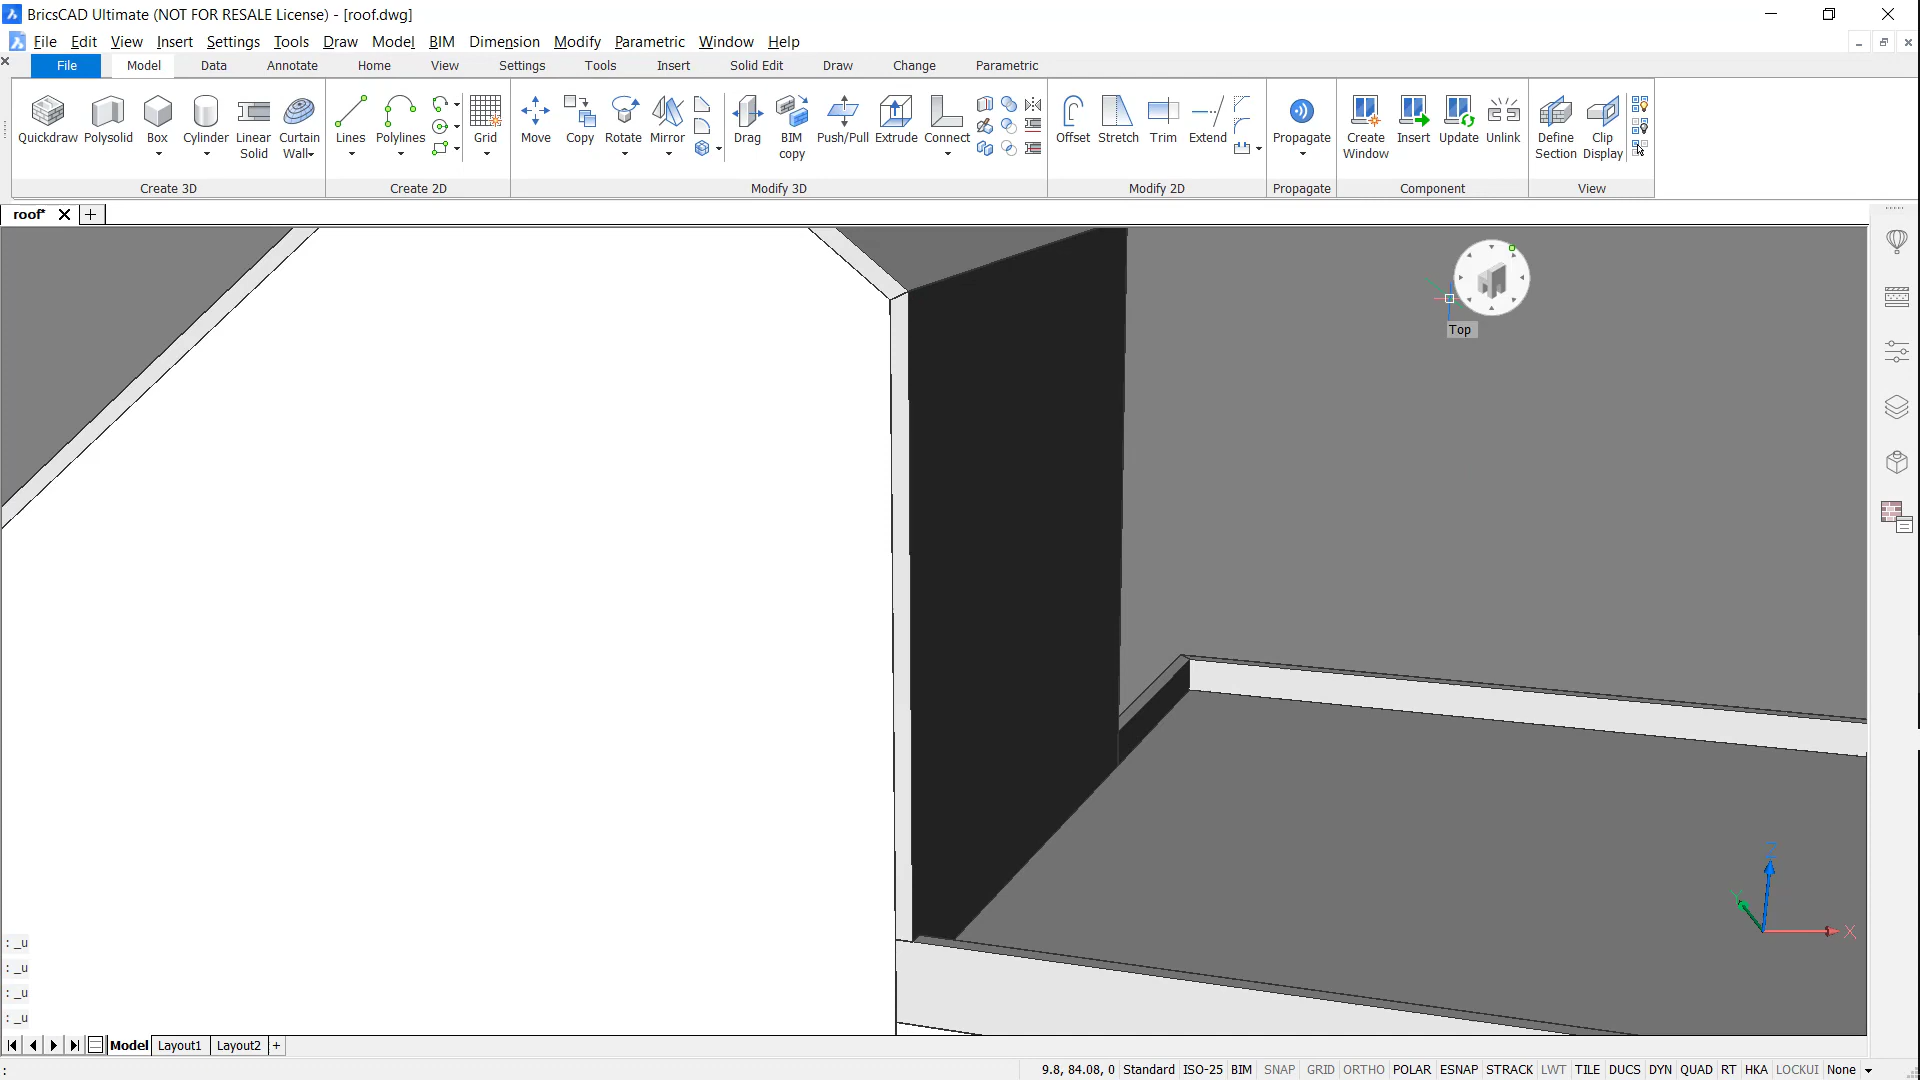 BricsCAD Ultimate (NOT FOR RESALE License) - [roof.dwg]
File Edit View Insert Settings Tools Draw Model BIM Dimension Modify Parametric Window Help
File Model Data Annotate Home View Settings Tools Insert Solid Edit Draw Change Parametric
Quickdraw Polysolid Box Cylinder Linear Solid Curtain Wall Lines Polylines Grid Move Copy Rotate Mirror Drag BIM copy Push/Pull Extrude Connect Offset Stretch Trim Extend Propagate Create Window Insert Update Unlink Define Section Clip Display
Create 3D Create 2D Modify 3D Modify 2D Propagate Component View
roof*
Top
Z
Y
X
: _u
: _u
: _u
: _u
Model Layout1 Layout2 +
: 9.8, 84.08, 0 Standard ISO-25 BIM SNAP GRID ORTHO POLAR ESNAP STRACK LWT TILE DUCS DYN QUAD RT HKA LOCKUI None